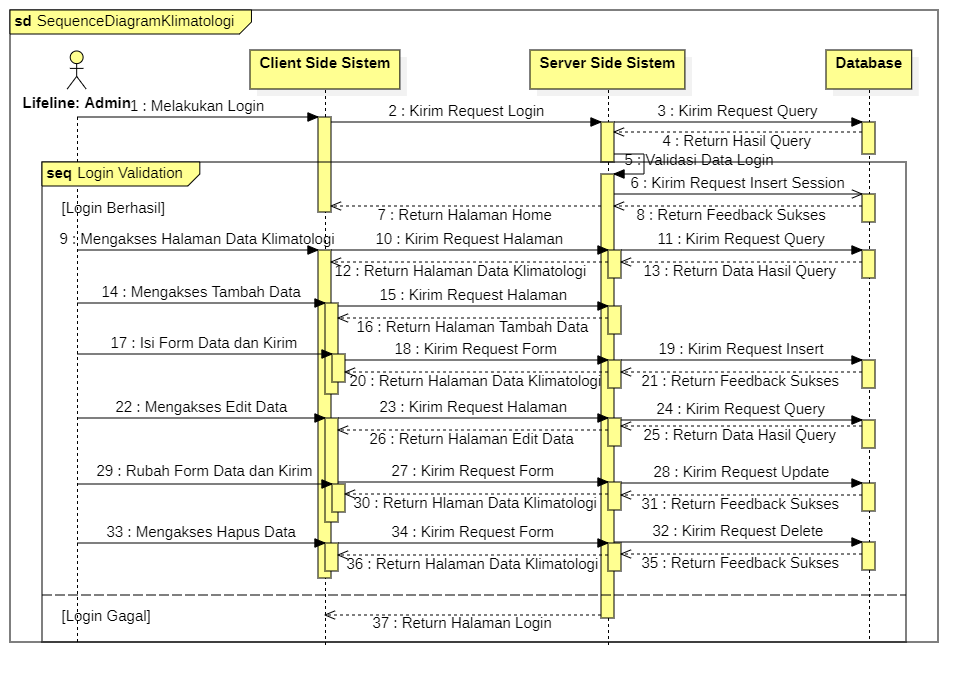 sd SequenceDiagramKlimatologi
Client Side Sistem
Server Side Sistem
Database
Lifeline: Admin
1 : Melakukan Login
2 : Kirim Request Login
3 : Kirim Request Query
4 : Return Hasil Query
5 : Validasi Data Login
seq Login Validation
6 : Kirim Request Insert Session
[Login Berhasil]
7 : Return Halaman Home
8 : Return Feedback Sukses
9 : Mengakses Halaman Data Klimatologi
10 : Kirim Request Halaman
11 : Kirim Request Query
12 : Return Halaman Data Klimatologi
13 : Return Data Hasil Query
14 : Mengakses Tambah Data
15 : Kirim Request Halaman
16 : Return Halaman Tambah Data
17 : Isi Form Data dan Kirim
18 : Kirim Request Form
19 : Kirim Request Insert
20 : Return Halaman Data Klimatologi
21 : Return Feedback Sukses
22 : Mengakses Edit Data
23 : Kirim Request Halaman
24 : Kirim Request Query
26 : Return Halaman Edit Data
25 : Return Data Hasil Query
29 : Rubah Form Data dan Kirim
27 : Kirim Request Form
28 : Kirim Request Update
30 : Return Hlaman Data Klimatologi
31 : Return Feedback Sukses
33 : Mengakses Hapus Data
34 : Kirim Request Form
32 : Kirim Request Delete
36 : Return Halaman Data Klimatologi
35 : Return Feedback Sukses
[Login Gagal]
37 : Return Halaman Login